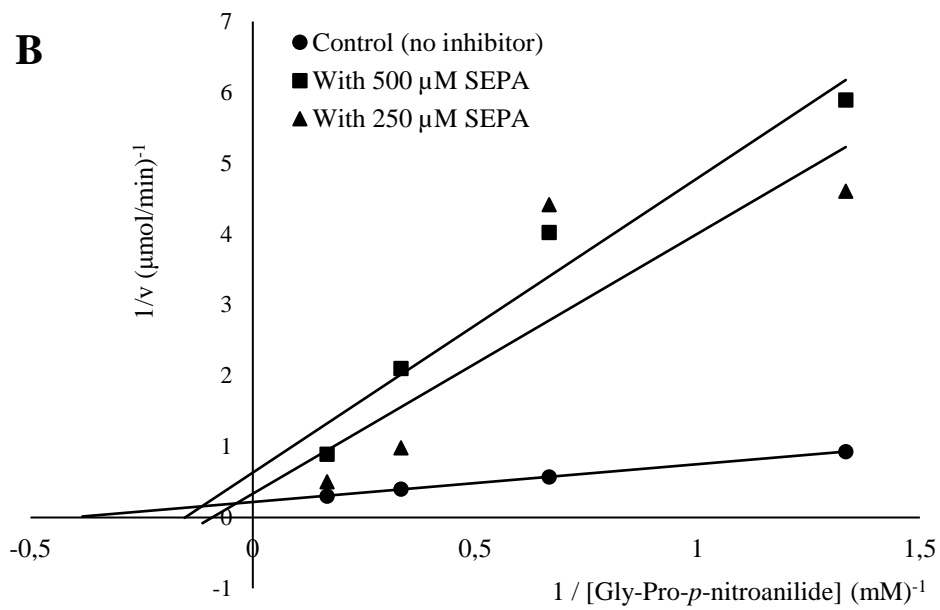 B
7
6
5
4
3
2
1
0
-1
Control (no inhibitor)
With 500 µM SEPA
With 250 µM SEPA
1/v (µmol/min)-1
-0,5
0
0,5
1
1,5
1 / [Gly-Pro-p-nitroanilide] (mM)-1